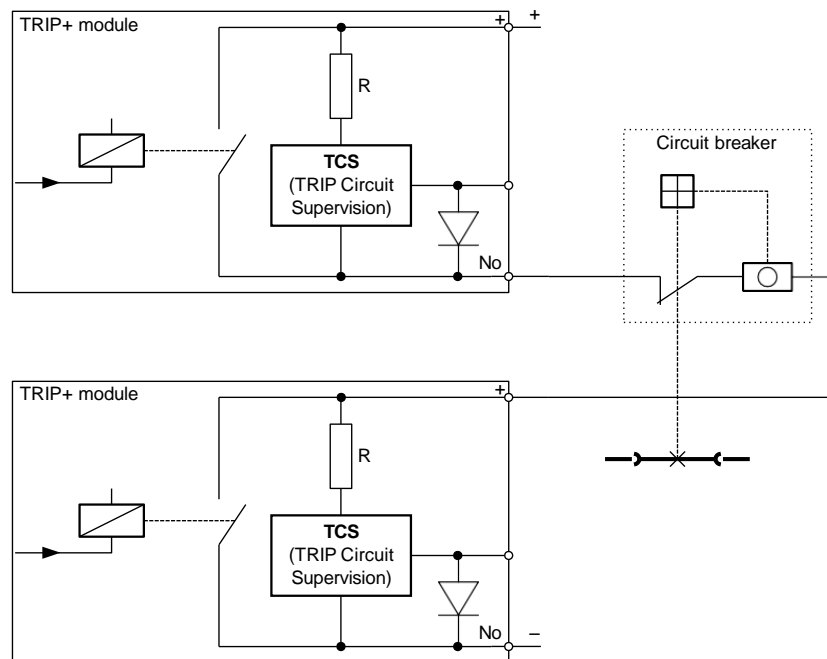 TRIP+ module
+ +
R
TCS
(TRIP Circuit
Supervision)
No
Circuit breaker
TRIP+ module
+
R
TCS
(TRIP Circuit
Supervision)
No –